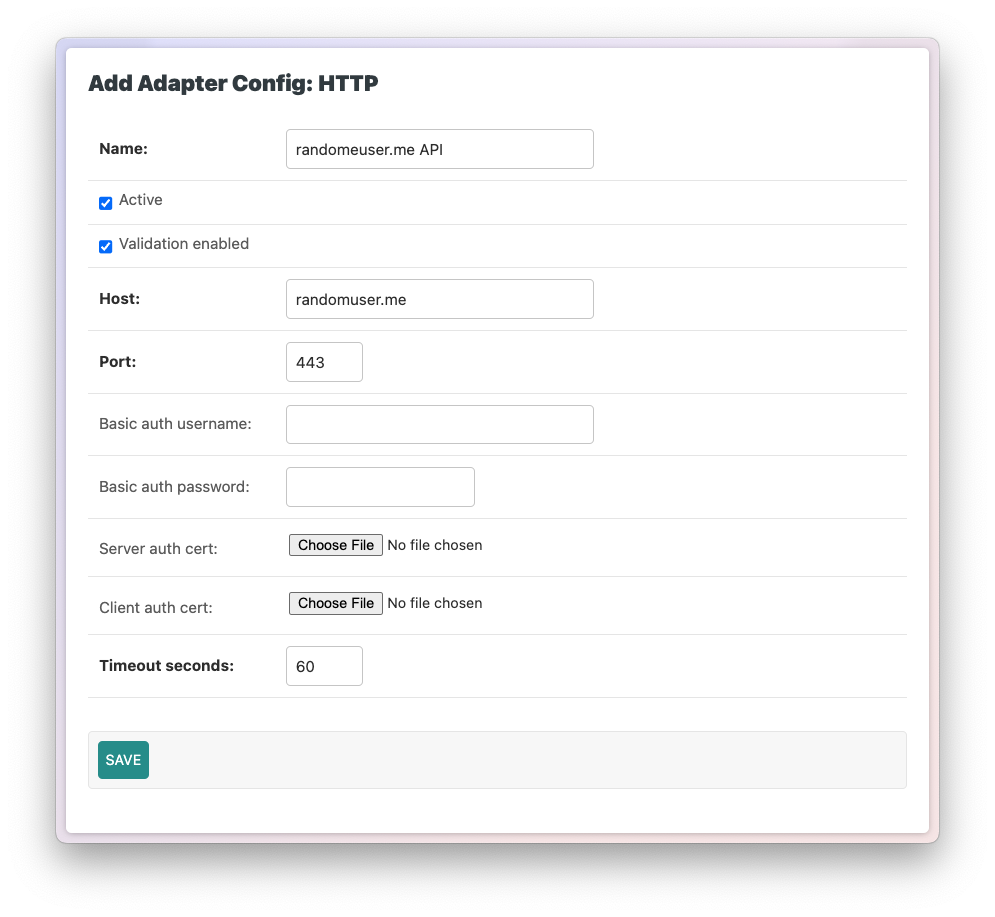 Add Adapter Config: HTTP
Name: randomeuser.me API
Active
Validation enabled
Host: randomuser.me
Port: 443
Basic auth username:
Basic auth password:
Server auth cert: Choose File No file chosen
Client auth cert: Choose File No file chosen
Timeout seconds: 60
SAVE